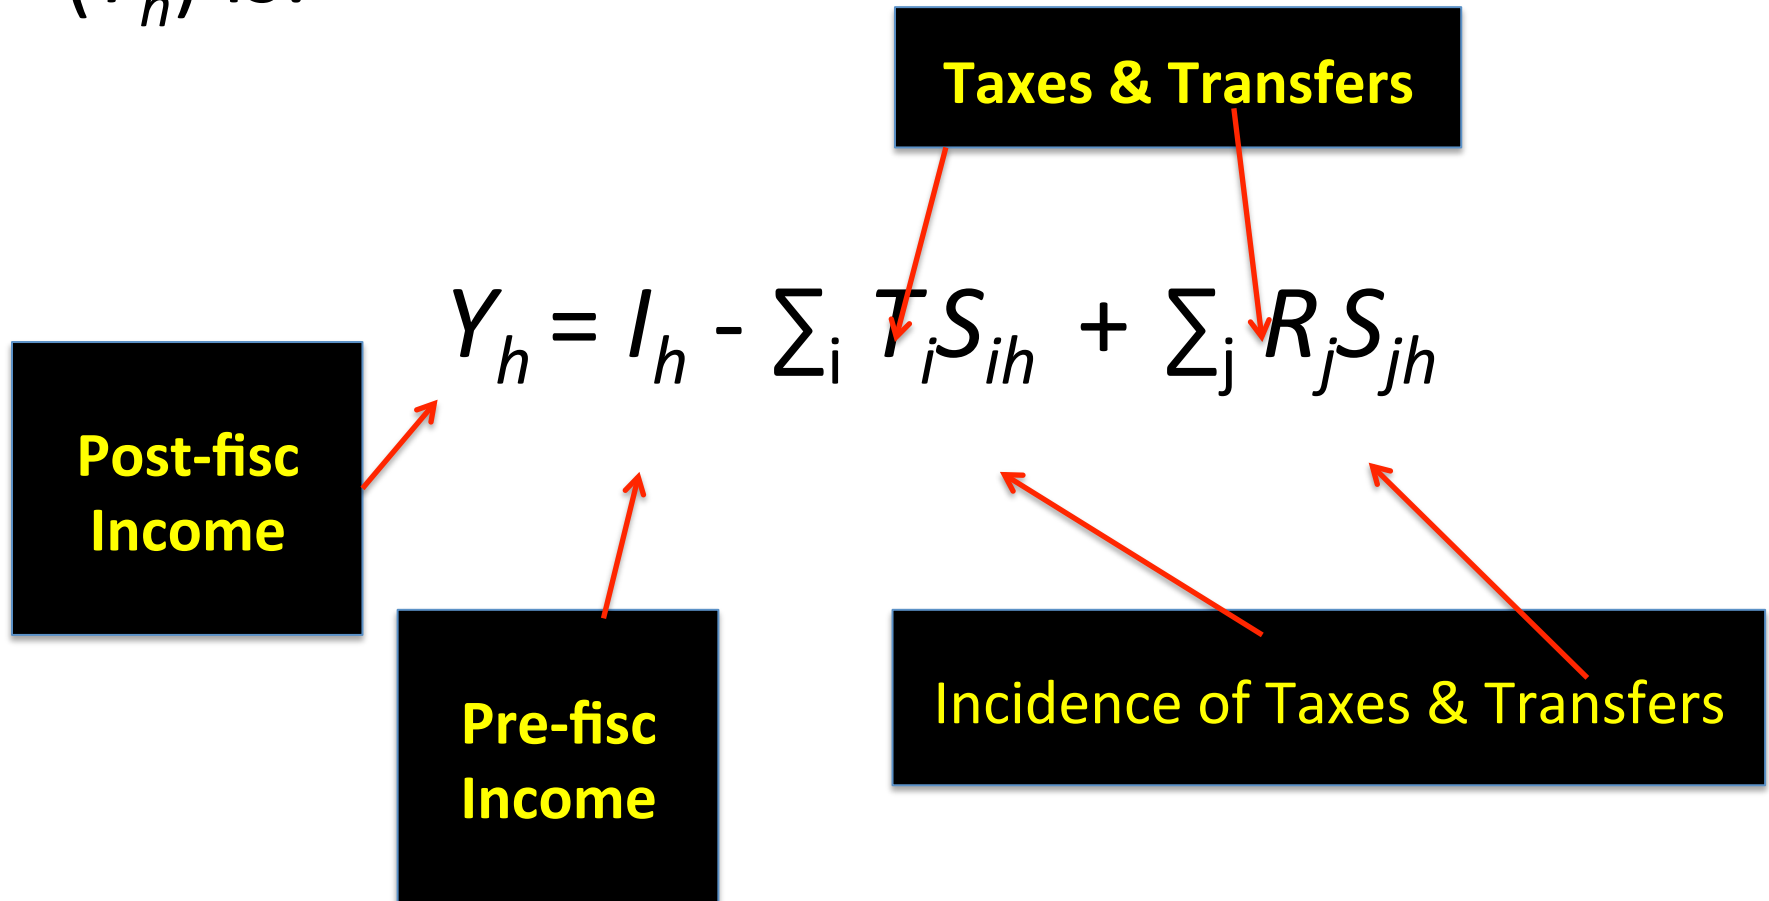 Taxes & Transfers
Yₕ = Iₕ - ∑ᵢ TᵢSᵢₕ + ∑ⱼ RⱼSⱼₕ
Post-fisc
Income
Pre-fisc
Income
Incidence of Taxes & Transfers